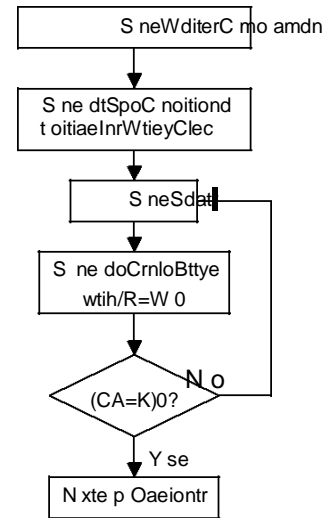 S neWditerC mo amdn
S ne dtSpoC noitiond
t oitiaeInrWtieyClec
S neSdat
S ne doCrnloBttye
wtih/R=W 0
(CA=K)0?
N o
Y se
N xte p Oaeiontr